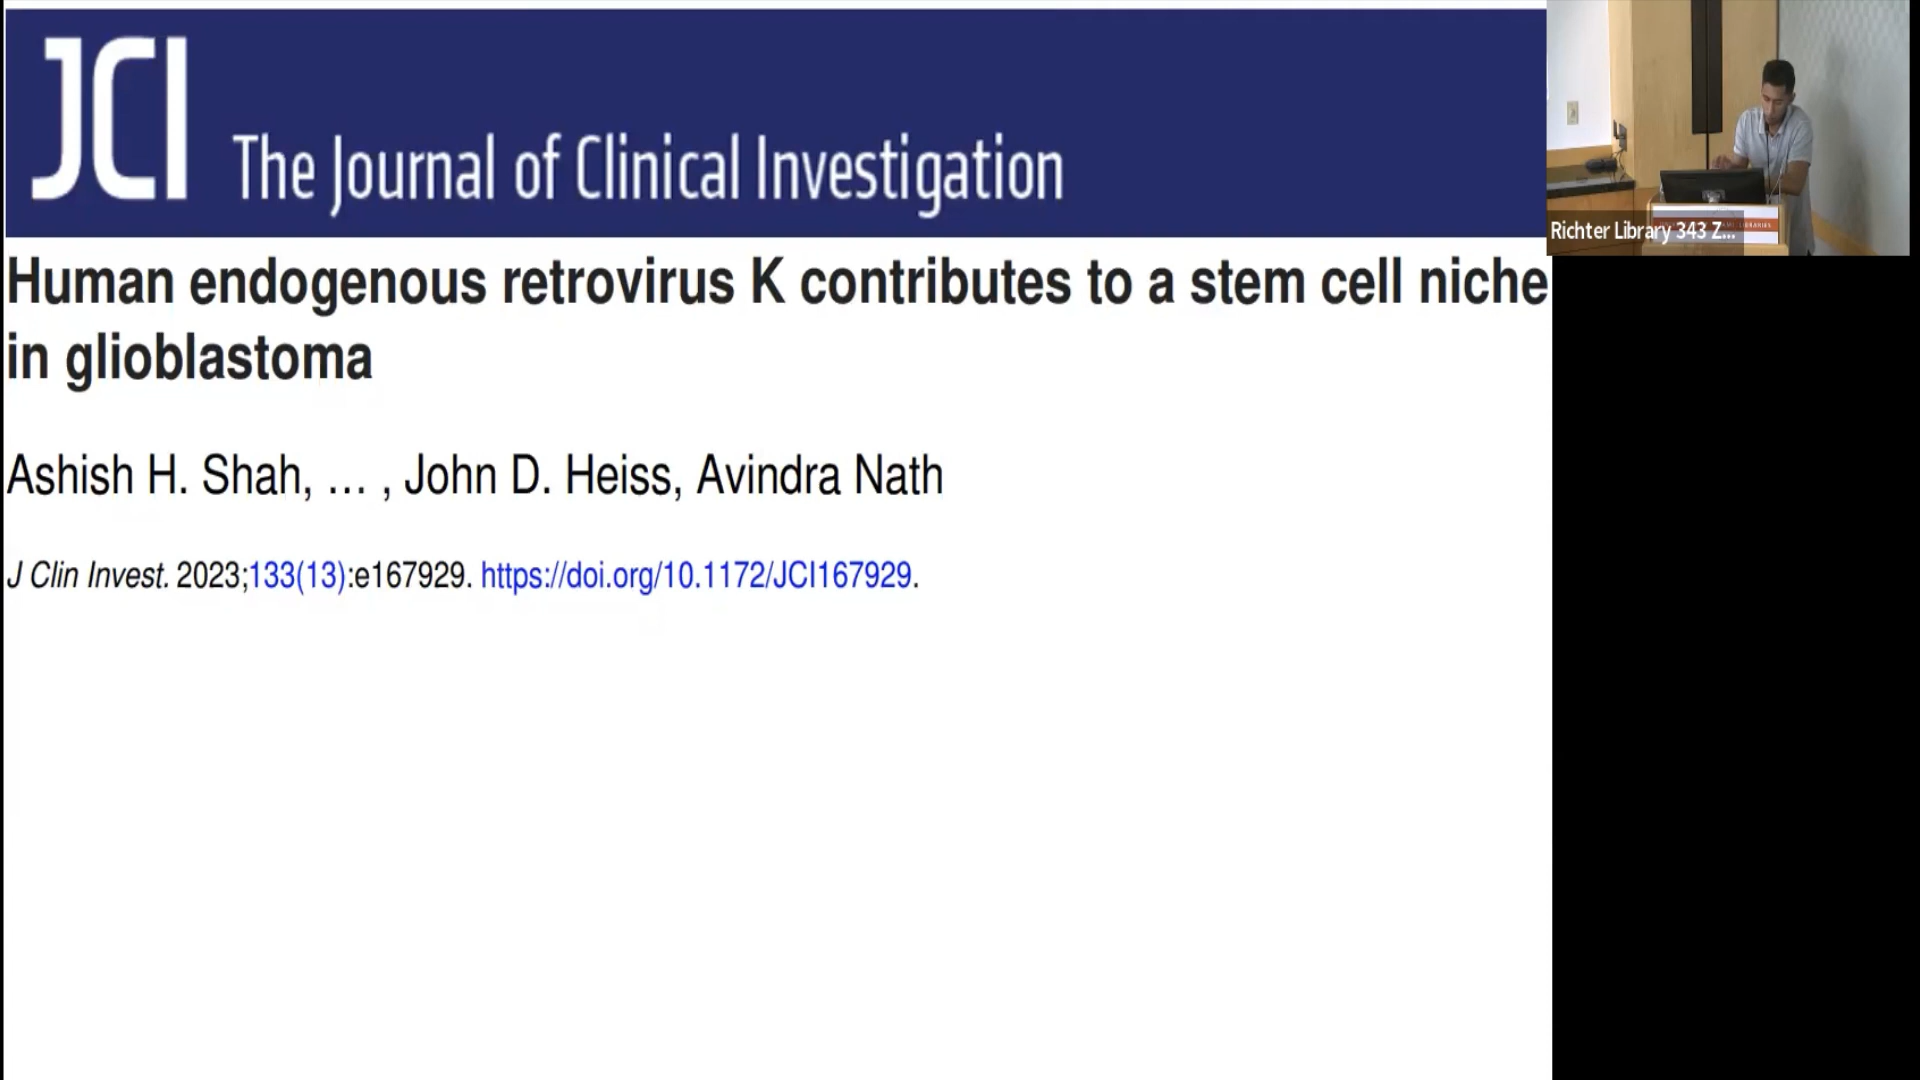 JCI The Journal of Clinical Investigation
Human endogenous retrovirus K contributes to a stem cell niche
in glioblastoma
Ashish H. Shah, … , John D. Heiss, Avindra Nath
J Clin Invest. 2023;133(13):e167929. https://doi.org/10.1172/JCI167929.
Richter Library 343 Z...
LIBRARIES